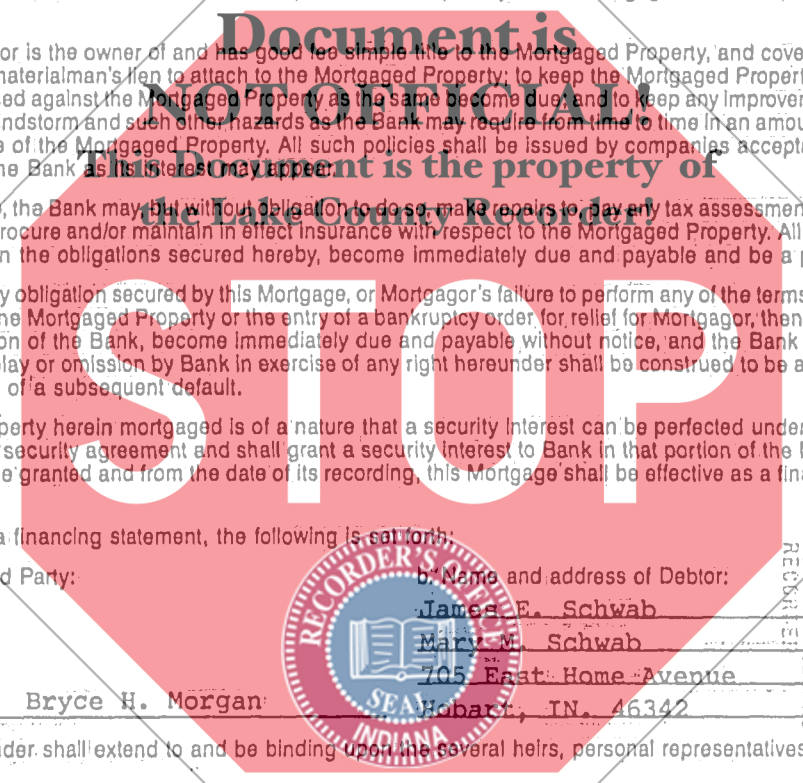 Document is
or is the owner of and has good fee simple title to the Mortgaged Property, and cove
naterialman's lien to attach to the Mortgaged Property; to keep the Mortgaged Propert
NOT OFFICIAL!
ed against the Mortgaged Property as the same become due; and to keep any improver
indstorm and such other hazards as the Bank may require from time to time in an amou
e of the Mortgaged Property. All such policies shall be issued by companies accepta
This Document is the property of
ne Bank as its interest may appear.
the Lake County Recorder!
, the Bank may, but without obligation to do so, make repairs to, pay any tax assessmen
rocure and/or maintain in effect insurance with respect to the Mortgaged Property. All
n the obligations secured hereby, become immediately due and payable and be a p
STOP
y obligation secured by this Mortgage, or Mortgagor's failure to perform any of the terms
ne Mortgaged Property or the entry of a bankruptcy order for relief for Mortgagor, then
on of the Bank, become immediately due and payable without notice, and the Bank
lay or omission by Bank in exercise of any right hereunder shall be construed to be a
of a subsequent default.
perty herein mortgaged is of a nature that a security interest can be perfected under
security agreement and shall grant a security interest to Bank in that portion of the
e granted and from the date of its recording, this Mortgage shall be effective as a fina
a financing statement, the following is set forth:
d Party:
b. Name and address of Debtor:
James E. Schwab
Mary M. Schwab
705 East Home Avenue
Bryce H. Morgan
Hobart, IN. 46342
RECORDER'S OFFICE
SEAL
INDIANA
nder shall extend to and be binding upon the several heirs, personal representatives